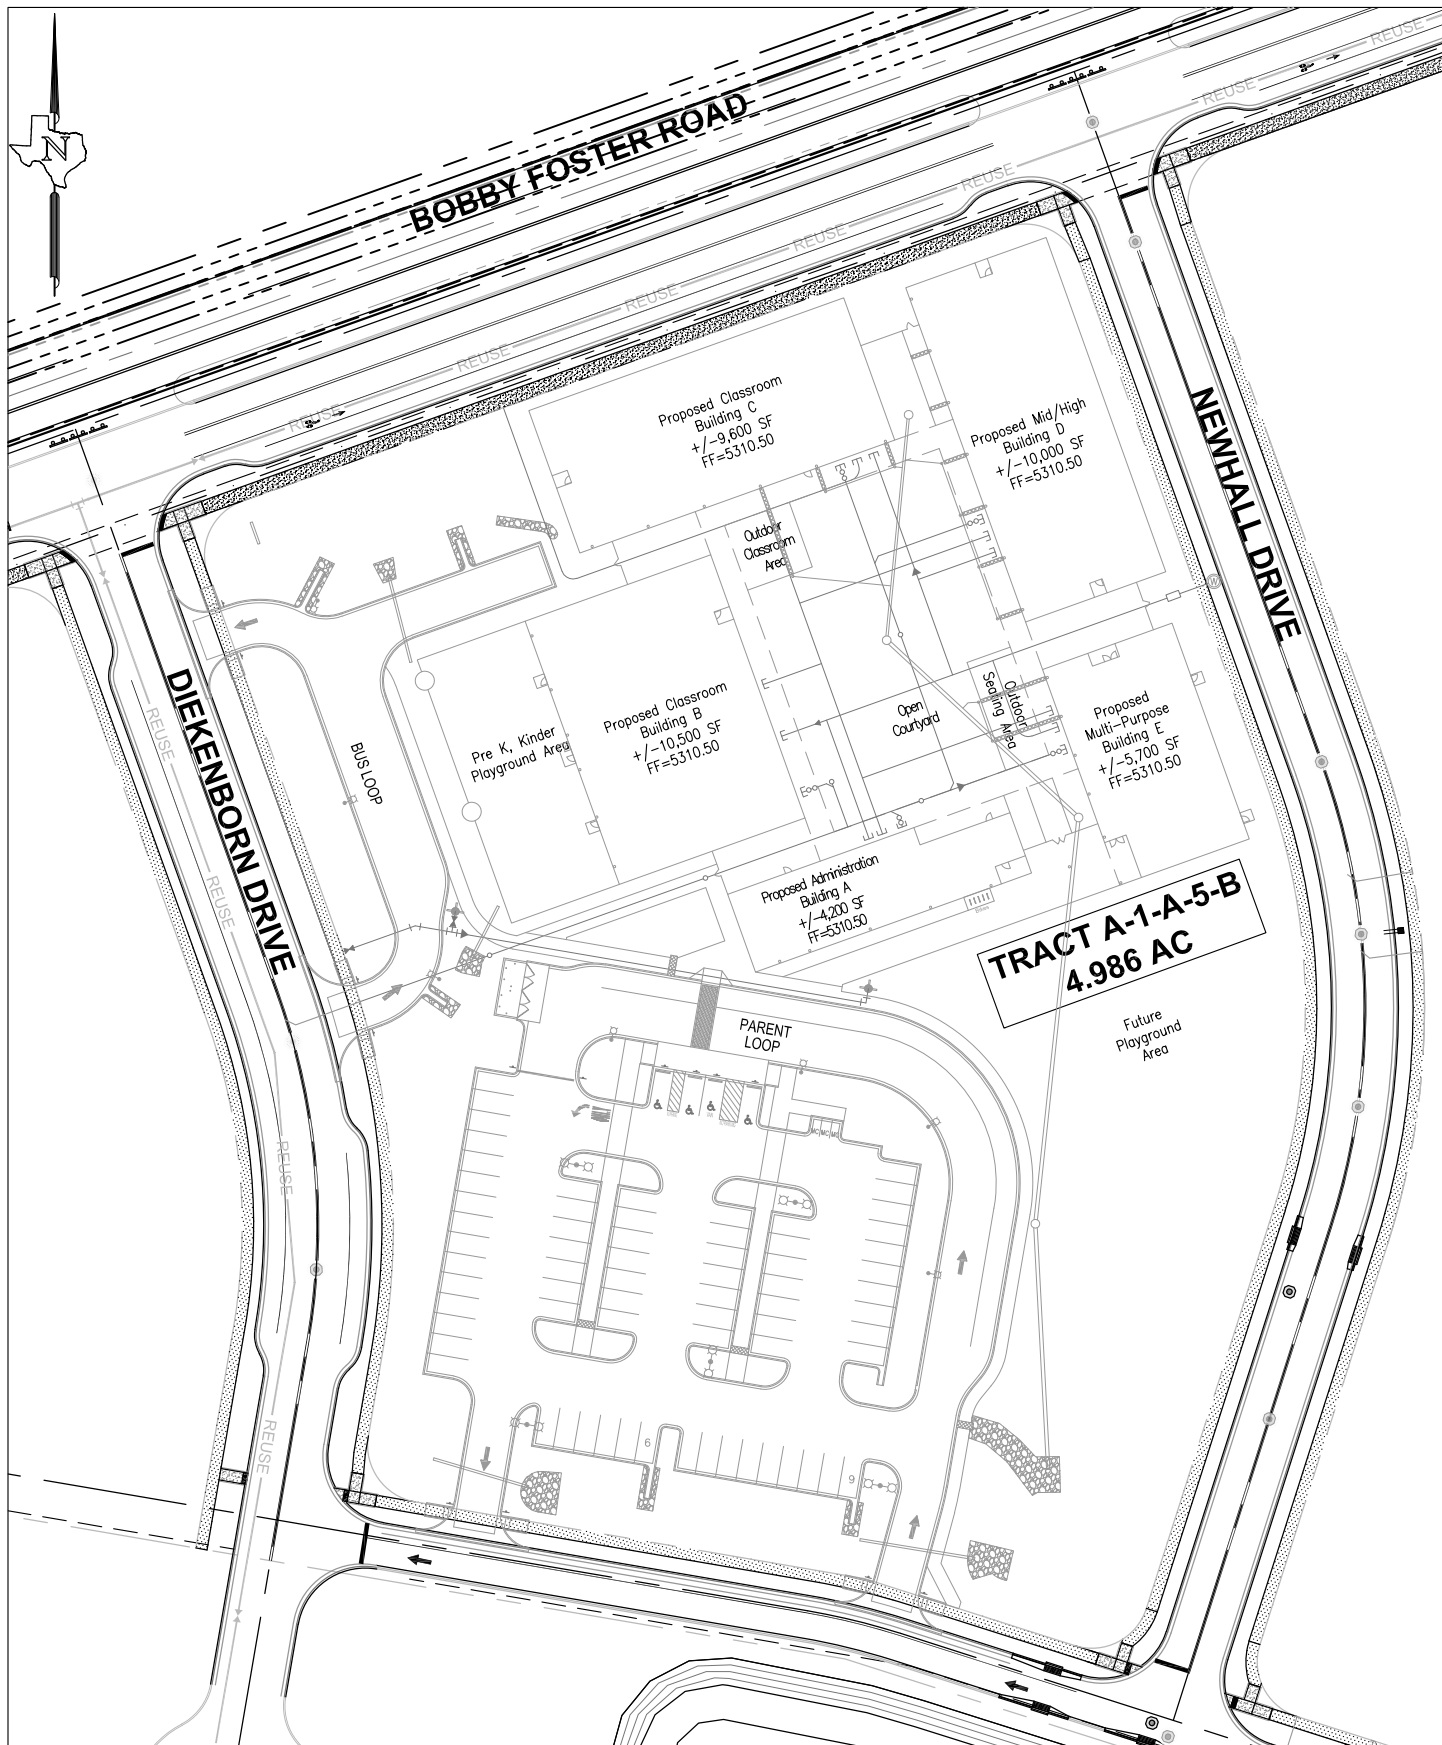 N
BOBBY FOSTER ROAD
REUSE
REUSE
REUSE
REUSE
REUSE
REUSE
REUSE
NEWHALL DRIVE
DIEKENBORN DRIVE
REUSE
REUSE
REUSE
REUSE
Proposed Classroom
Building C
+/-9,600 SF
FF=5310.50
Proposed Mid/High
Building D
+/-10,000 SF
FF=5310.50
Outdoor
Classroom
Area
W
Proposed Classroom
Building B
+/-10,500 SF
FF=5310.50
Pre K, Kinder
Playground Area
BUS LOOP
Open
Courtyard
Outdoor
Seating Area
Proposed
Multi-Purpose
Building E
+/-5,700 SF
FF=5310.50
Proposed Administration
Building A
+/-4,200 SF
FF=5310.50
TRACT A-1-A-5-B
4.986 AC
Future
Playground
Area
PARENT
LOOP
MC MC MC
6
9